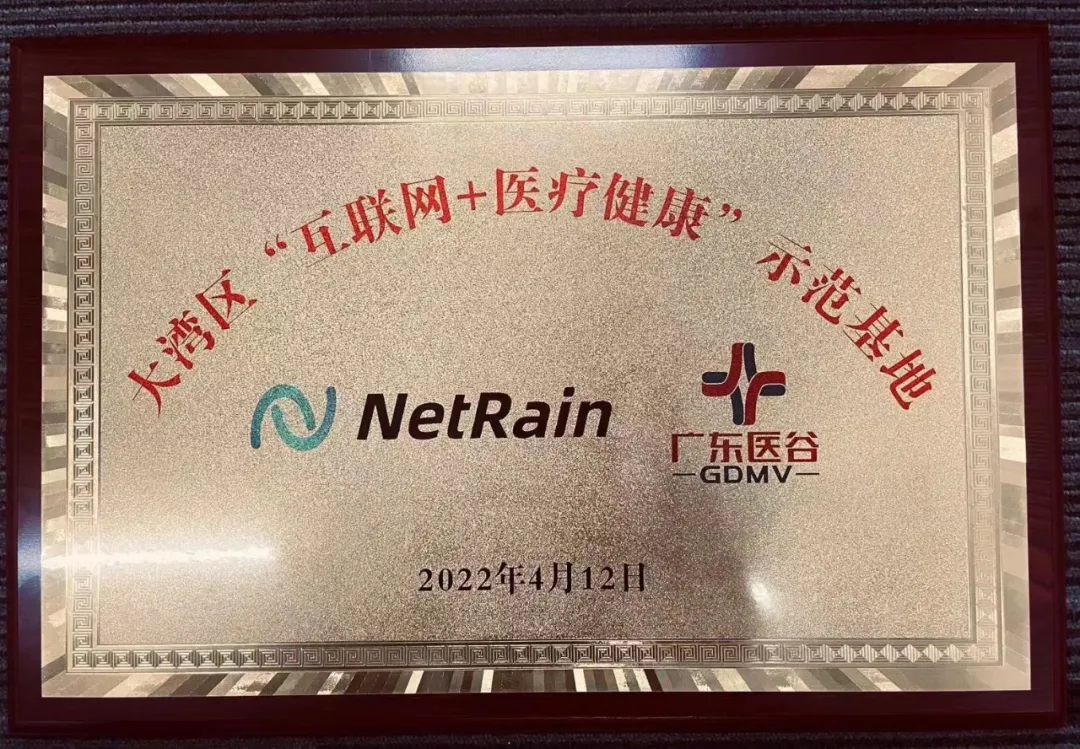 大湾区“互联网+医疗健康”示范基地
NetRain
广东医谷
GDMV
2022年4月12日